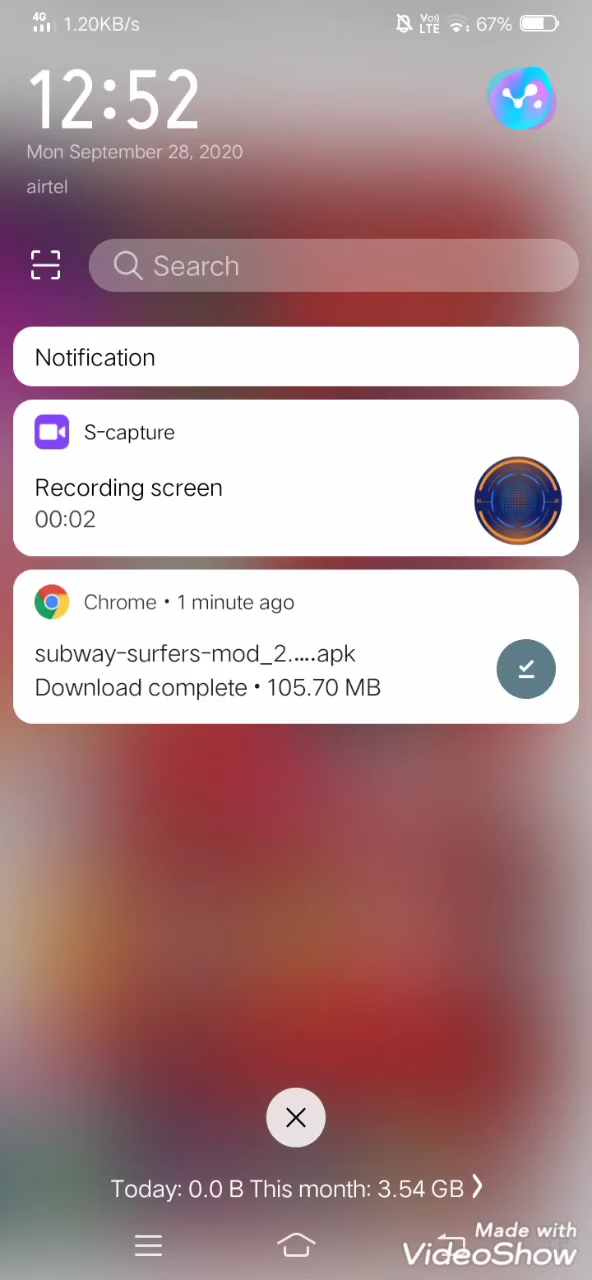 4G 1.20KB/s VoD LTE 67%
12:52
Mon September 28, 2020
airtel
Search
Notification
S-capture
Recording screen
00:02
Chrome • 1 minute ago
subway-surfers-mod_2.....apk
Download complete • 105.70 MB
Today: 0.0 B This month: 3.54 GB
Made with
VideoShow